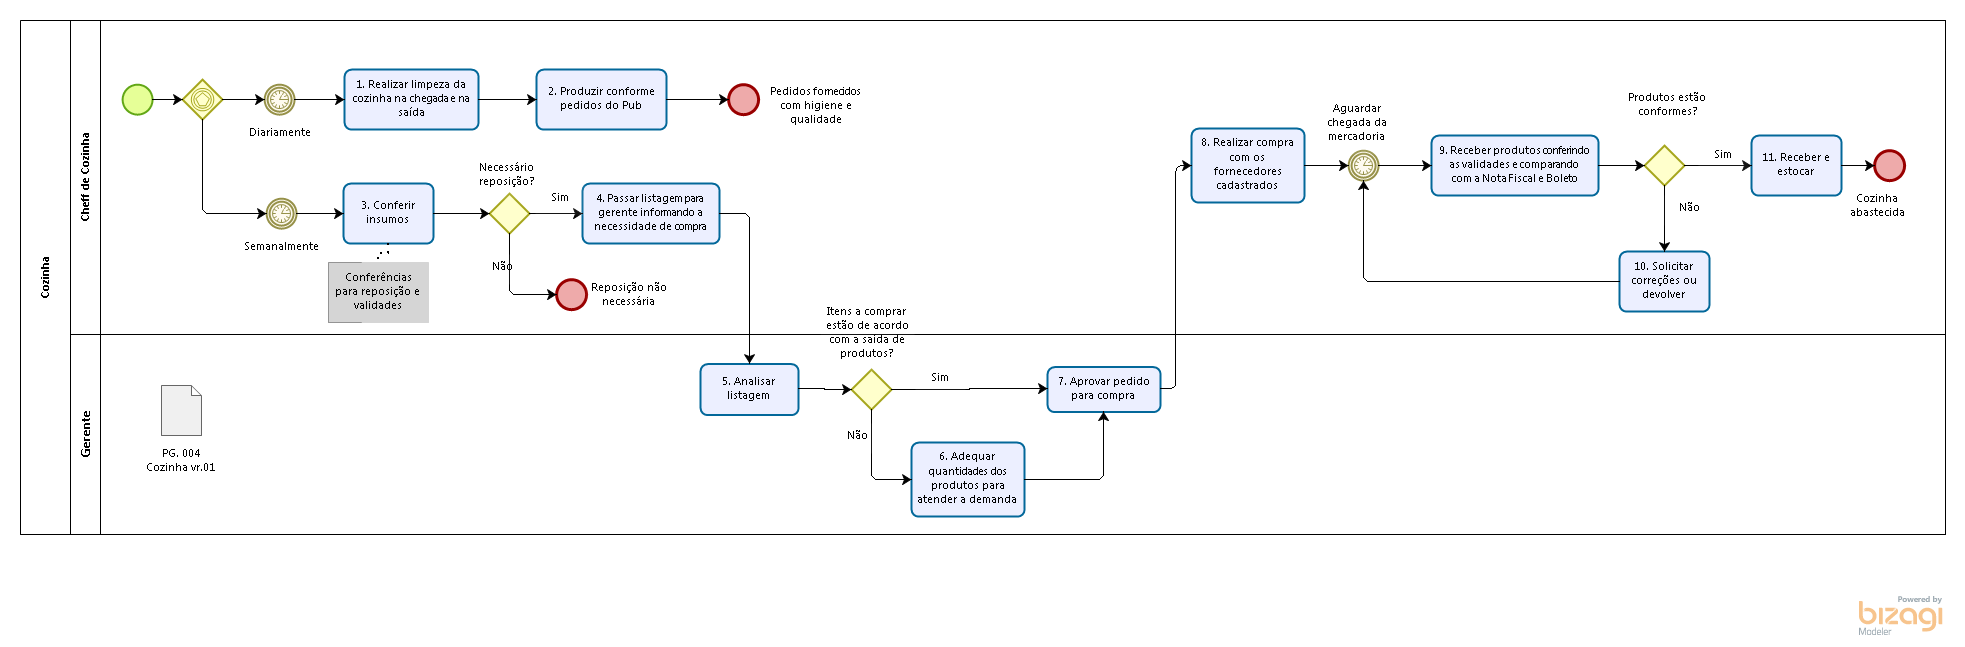 Cozinha
Cheff de Cozinha
Diariamente
1. Realizar limpeza da
cozinha na chegada e na
saída
2. Produzir conforme
pedidos do Pub
Pedidos fornecidos
com higiene e
qualidade
Semanalmente
3. Conferir
insumos
Conferências
para reposição e
validades
Necessário
reposição?
Sim
Não
4. Passar listagem para
gerente informando a
necessidade de compra
Reposição não
necessária
8. Realizar compra
com os
fornecedores
cadastrados
Aguardar
chegada da
mercadoria
9. Receber produtos conferindo
as validades e comparando
com a Nota Fiscal e Boleto
Produtos estão
conformes?
Sim
Não
10. Solicitar
correções ou
devolver
11. Receber e
estocar
Cozinha
abastecida
Gerente
PG. 004
Cozinha vr.01
5. Analisar
listagem
Itens a comprar
estão de acordo
com a saída de
produtos?
Sim
Não
6. Adequar
quantidades dos
produtos para
atender a demanda
7. Aprovar pedido
para compra
Powered by
bizagi
Modeler